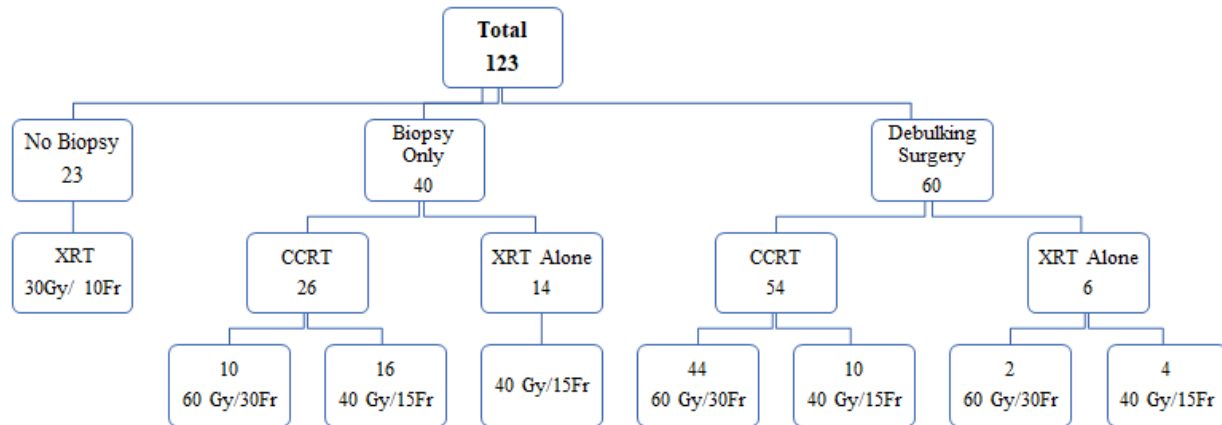 Total
123
No Biopsy
23
Biopsy
Only
40
Debulking
Surgery
60
XRT
30Gy/ 10Fr
CCRT
26
XRT Alone
14
CCRT
54
XRT Alone
6
10
60 Gy/30Fr
16
40 Gy/15Fr
40 Gy/15Fr
44
60 Gy/30Fr
10
40 Gy/15Fr
2
60 Gy/30Fr
4
40 Gy/15Fr